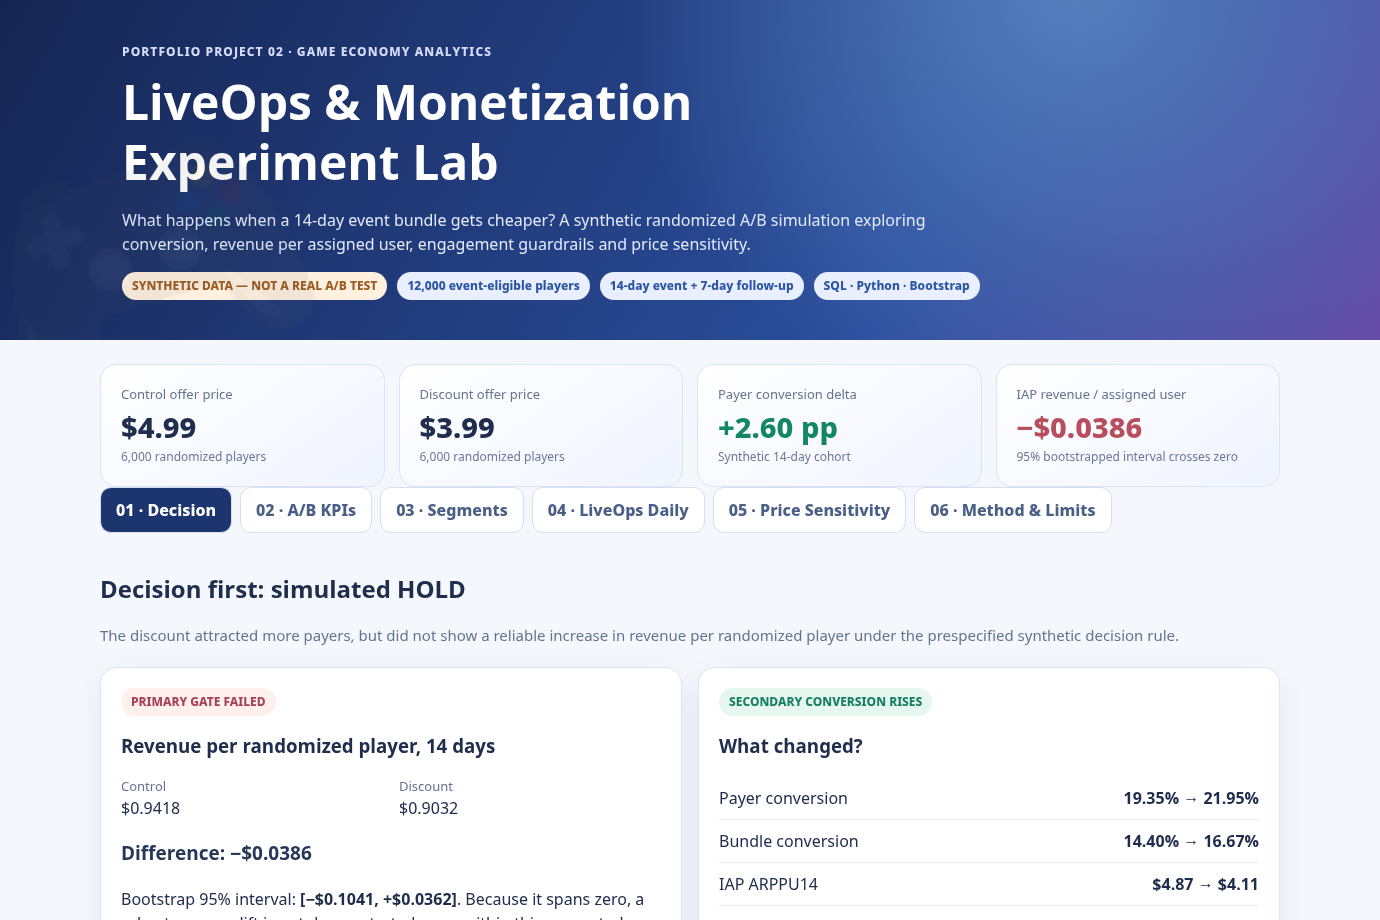 PORTFOLIO PROJECT 02 · GAME ECONOMY ANALYTICS
LiveOps & Monetization
Experiment Lab
What happens when a 14-day event bundle gets cheaper? A synthetic randomized A/B simulation exploring
conversion, revenue per assigned user, engagement guardrails and price sensitivity.
SYNTHETIC DATA — NOT A REAL A/B TEST
12,000 event-eligible players
14-day event + 7-day follow-up
SQL · Python · Bootstrap
Control offer price
$4.99
6,000 randomized players
Discount offer price
$3.99
6,000 randomized players
Payer conversion delta
+2.60 pp
Synthetic 14-day cohort
IAP revenue / assigned user
−$0.0386
95% bootstrapped interval crosses zero
01 · Decision
02 · A/B KPIs
03 · Segments
04 · LiveOps Daily
05 · Price Sensitivity
06 · Method & Limits
Decision first: simulated HOLD
The discount attracted more payers, but did not show a reliable increase in revenue per randomized player under the prespecified synthetic decision rule.
PRIMARY GATE FAILED
Revenue per randomized player, 14 days
Control
$0.9418
Discount
$0.9032
Difference: −$0.0386
Bootstrap 95% interval: [−$0.1041, +$0.0362]. Because it spans zero, a
SECONDARY CONVERSION RISES
What changed?
Payer conversion 19.35% → 21.95%
Bundle conversion 14.40% → 16.67%
IAP ARPPU14 $4.87 → $4.11